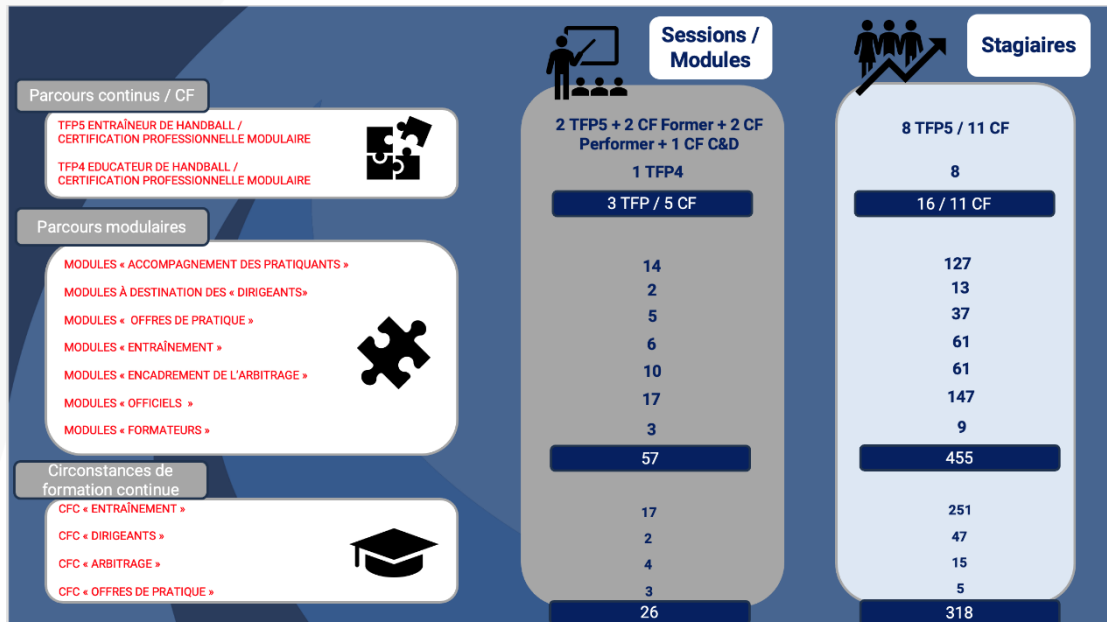 Sessions /
Modules
Stagiaires
Parcours continus / CF
TFP5 ENTRAÎNEUR DE HANDBALL /
CERTIFICATION PROFESSIONNELLE MODULAIRE
2 TFP5 + 2 CF Former + 2 CF
Performer + 1 CF C&D
8 TFP5 / 11 CF
TFP4 EDUCATEUR DE HANDBALL /
CERTIFICATION PROFESSIONNELLE MODULAIRE
1 TFP4
8
3 TFP / 5 CF
16 / 11 CF
Parcours modulaires
MODULES « ACCOMPAGNEMENT DES PRATIQUANTS »
14
127
MODULES À DESTINATION DES « DIRIGEANTS»
2
13
MODULES « OFFRES DE PRATIQUE »
5
37
MODULES « ENTRAÎNEMENT »
6
61
MODULES « ENCADREMENT DE L'ARBITRAGE »
10
61
MODULES « OFFICIELS »
17
147
MODULES « FORMATEURS »
3
9
57
455
Circonstances de
formation continue
CFC « ENTRAÎNEMENT »
17
251
CFC « DIRIGEANTS »
2
47
CFC « ARBITRAGE »
4
15
CFC « OFFRES DE PRATIQUE »
3
5
26
318